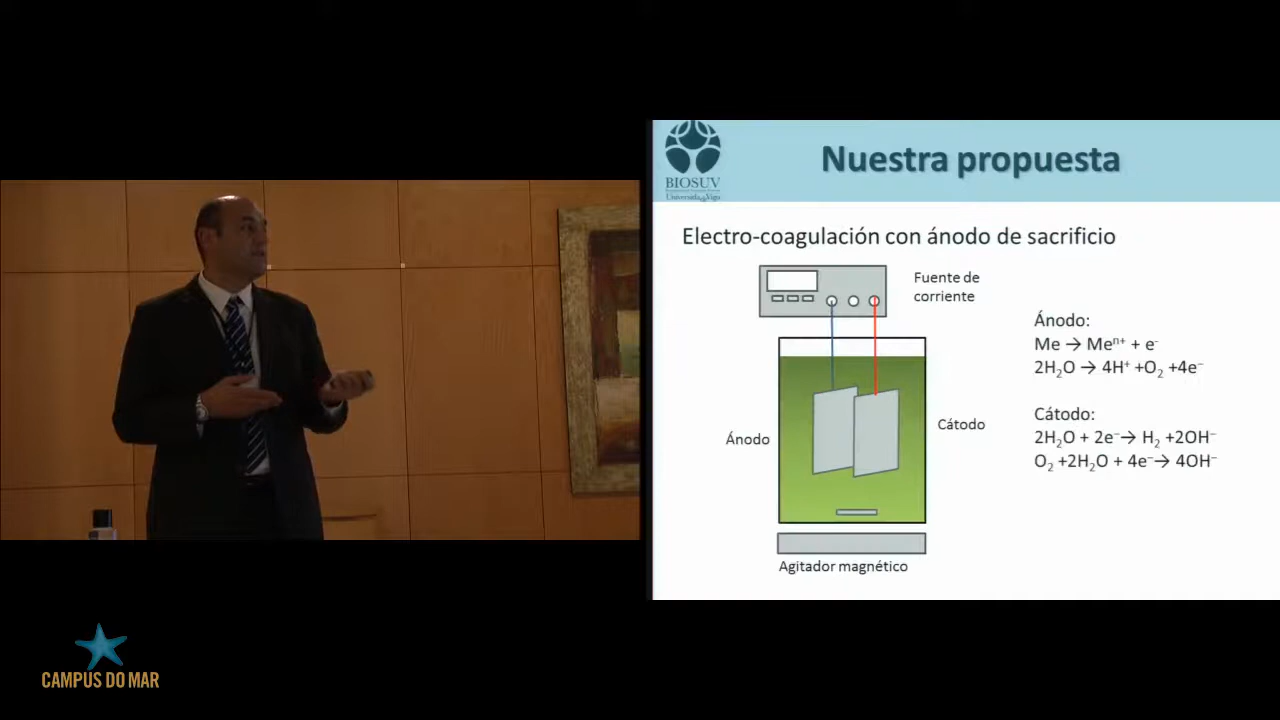 BIOSUV
Universidade de Vigo
Nuestra propuesta
Electro-coagulación con ánodo de sacrificio
Fuente de
corriente
Ánodo
Cátodo
Agitador magnético
Ánodo:
Me → Meⁿ⁺ + e⁻
2H₂O → 4H⁺ +O₂ +4e⁻
Cátodo:
2H₂O + 2e⁻→ H₂ +2OH⁻
O₂ +2H₂O + 4e⁻→ 4OH⁻
CAMPUS DO MAR